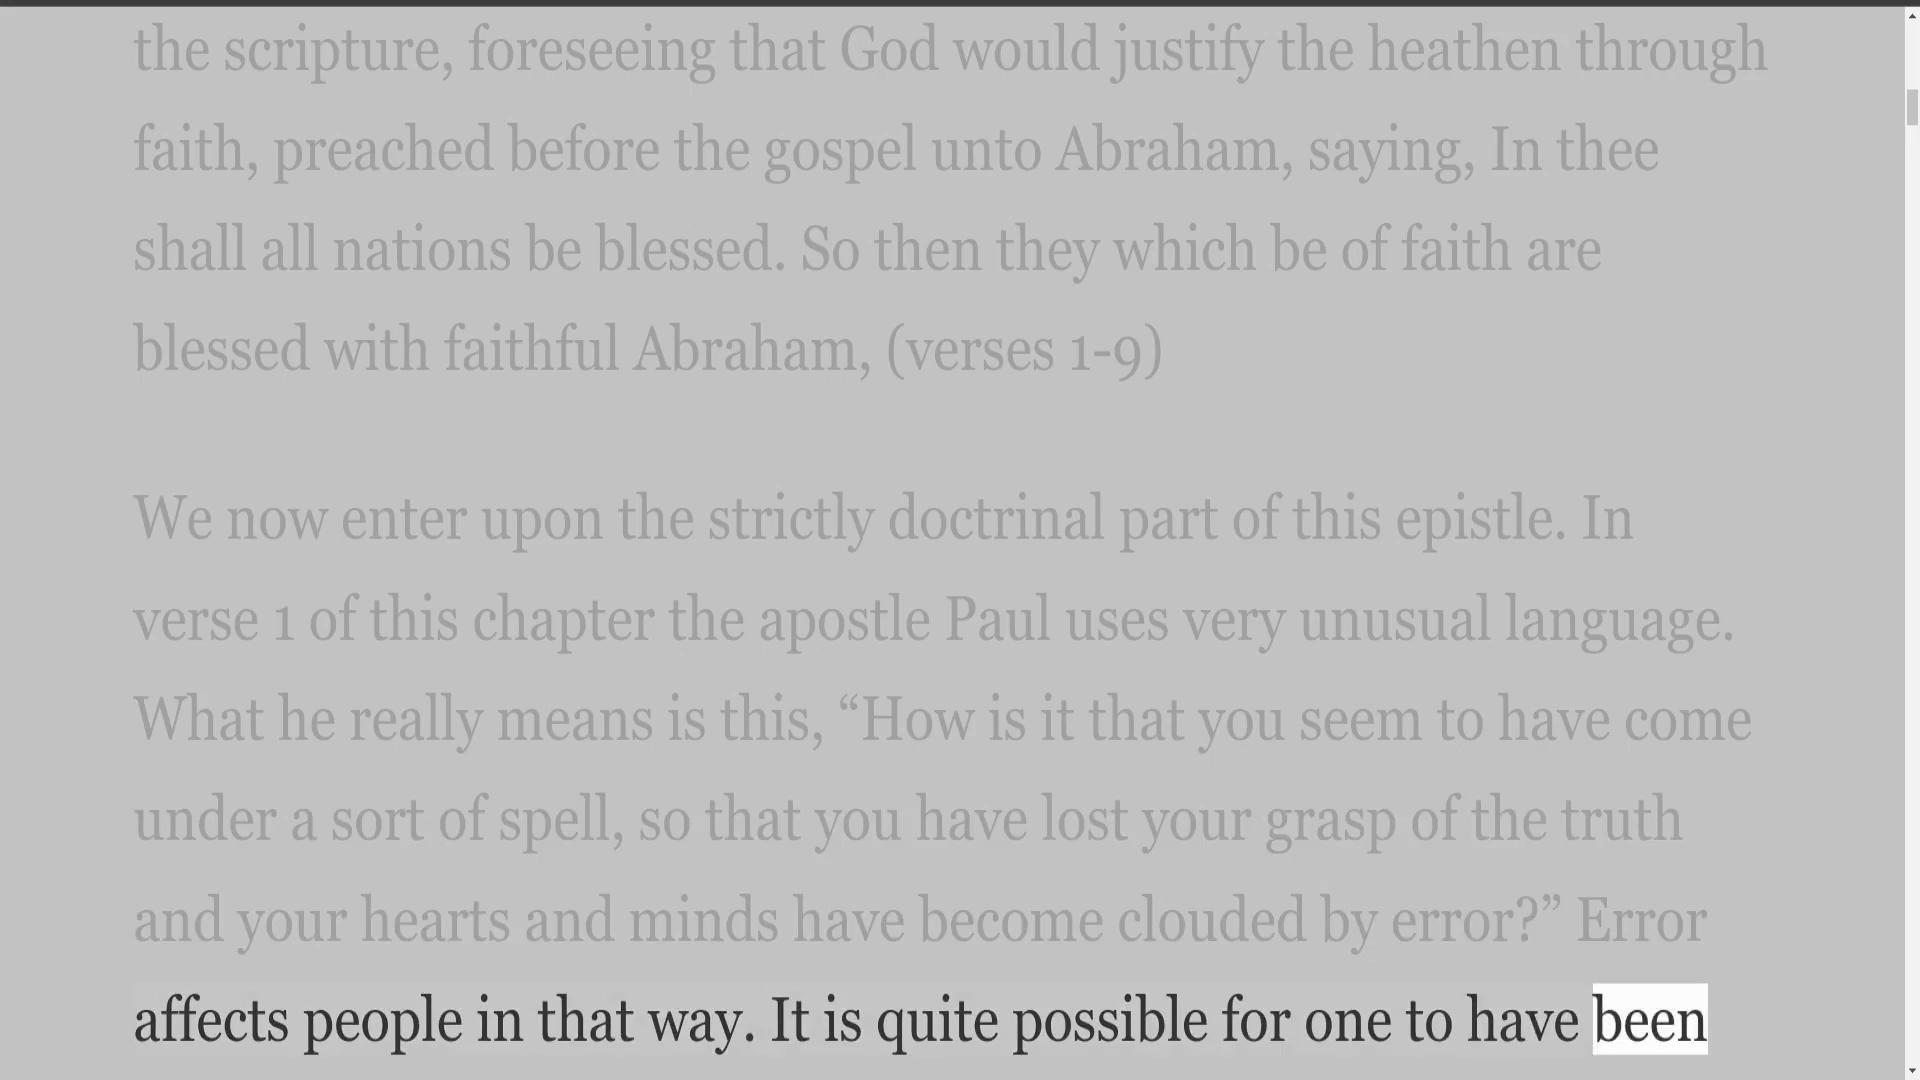 the scripture, foreseeing that God would justify the heathen through
faith, preached before the gospel unto Abraham, saying, In thee
shall all nations be blessed. So then they which be of faith are
blessed with faithful Abraham, (verses 1-9)
We now enter upon the strictly doctrinal part of this epistle. In
verse 1 of this chapter the apostle Paul uses very unusual language.
What he really means is this, “How is it that you seem to have come
under a sort of spell, so that you have lost your grasp of the truth
and your hearts and minds have become clouded by error?” Error
affects people in that way. It is quite possible for one to have been